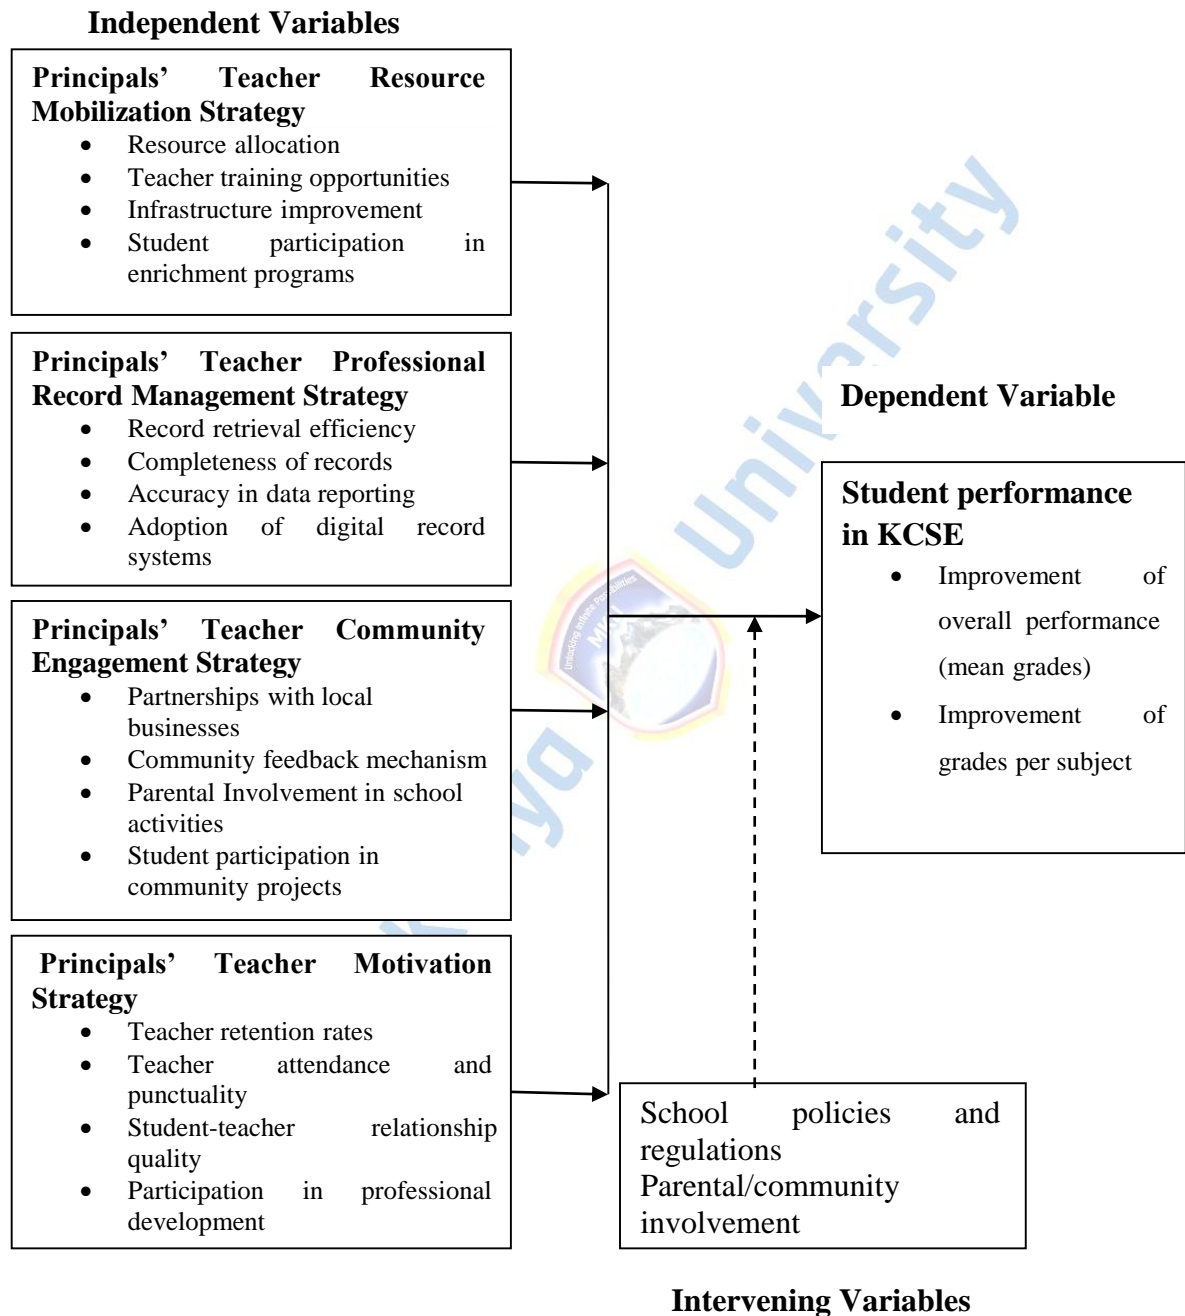 Independent Variables
Principals’ Teacher Resource
Mobilization Strategy
• Resource allocation
• Teacher training opportunities
• Infrastructure improvement
• Student participation in
enrichment programs
Principals’ Teacher Professional
Record Management Strategy
• Record retrieval efficiency
• Completeness of records
• Accuracy in data reporting
• Adoption of digital record
systems
Principals’ Teacher Community
Engagement Strategy
• Partnerships with local
businesses
• Community feedback mechanism
• Parental Involvement in school
activities
• Student participation in
community projects
Principals’ Teacher Motivation
Strategy
• Teacher retention rates
• Teacher attendance and
punctuality
• Student-teacher relationship
quality
• Participation in professional
development
Dependent Variable
Student performance
in KCSE
• Improvement of
overall performance
(mean grades)
• Improvement of
grades per subject
School policies and
regulations
Parental/community
involvement
Intervening Variables
University
Unlocking Infinite Possibilities